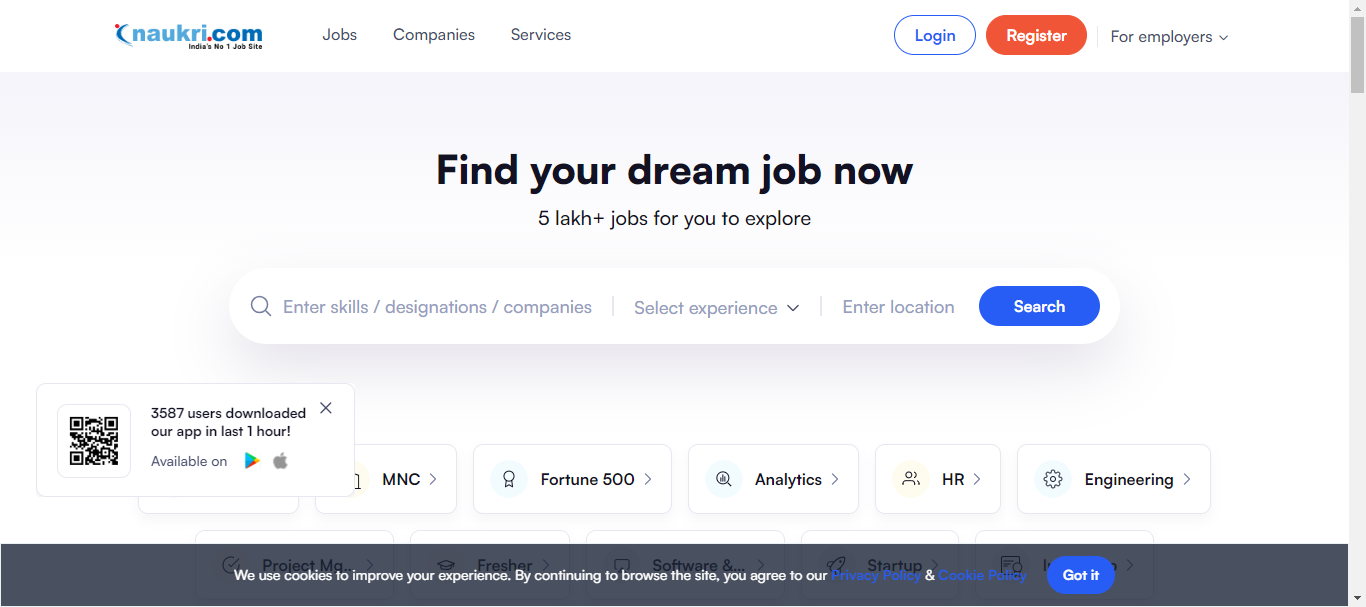 naukri.com
India's No 1 Job Site
Jobs
Companies
Services
Login
Register
For employers
Find your dream job now
5 lakh+ jobs for you to explore
Enter skills / designations / companies
Select experience
Enter location
Search
3587 users downloaded
our app in last 1 hour!
Available on
MNC
Fortune 500
Analytics
HR
Engineering
Project Mg..
Fresher
Software &...
Startup
We use cookies to improve your experience. By continuing to browse the site, you agree to our Privacy Policy & Cookie Policy
Got it